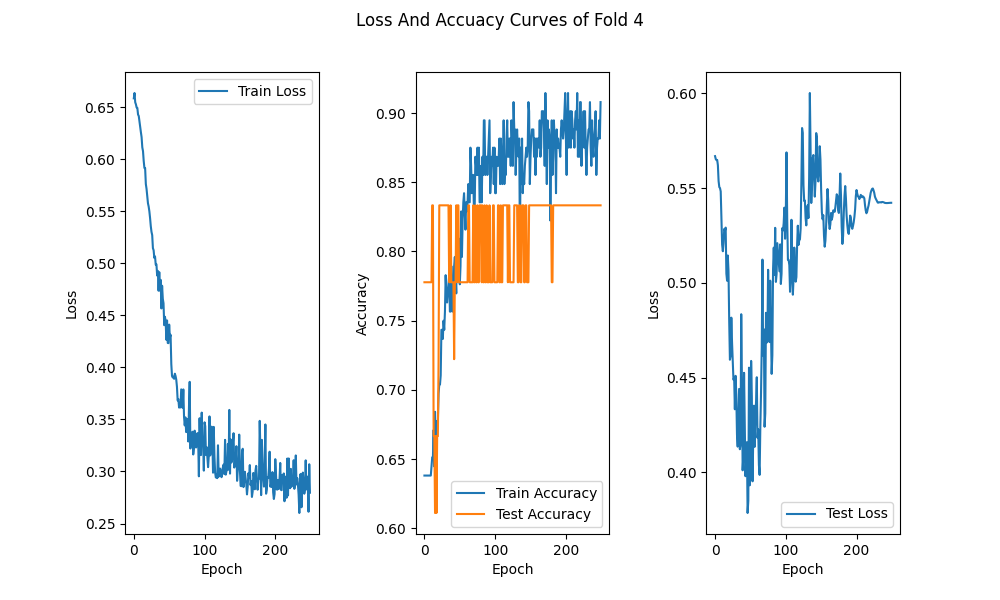 Loss And Accuacy Curves of Fold 4
Loss
0.65
0.60
0.55
0.50
0.45
0.40
0.35
0.30
0.25
Train Loss
0 100 200
Epoch
Accuracy
0.90
0.85
0.80
0.75
0.70
0.65
0.60
Train Accuracy
Test Accuracy
0 100 200
Epoch
Loss
0.60
0.55
0.50
0.45
0.40
Test Loss
0 100 200
Epoch